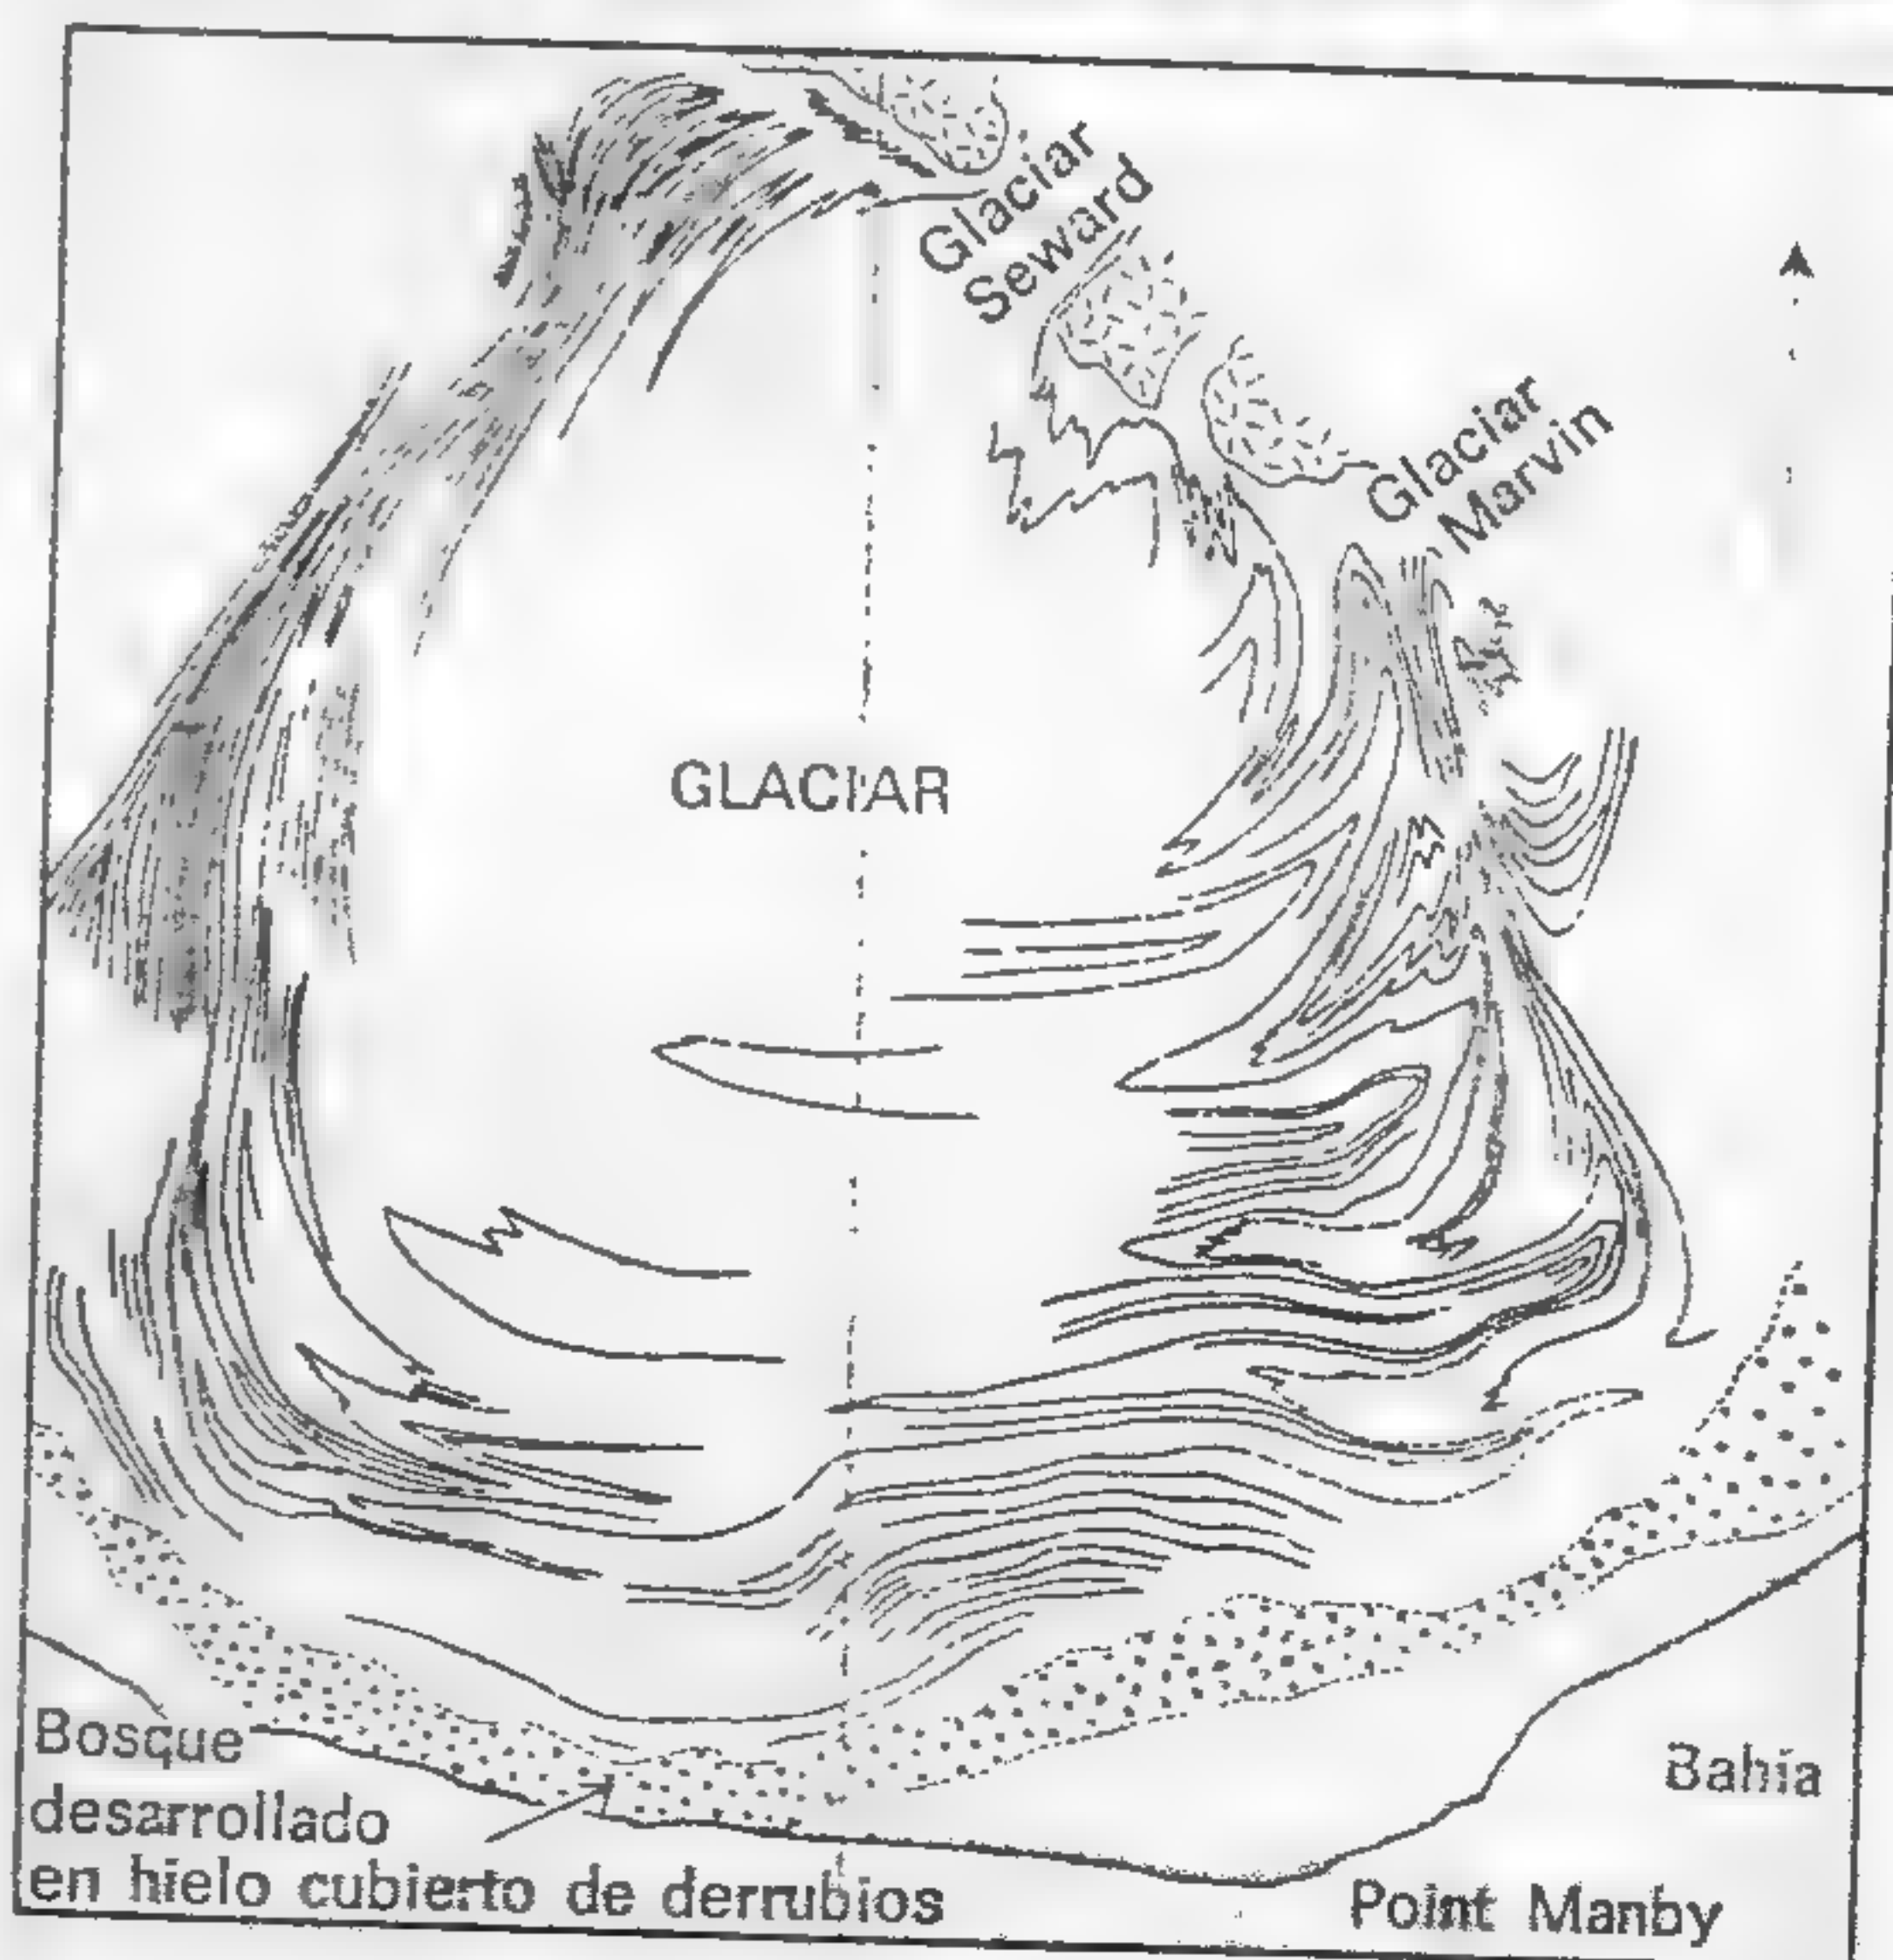 Glaciar
Seward
Glaciar
Marvin
GLACIAR
Bosque
desarrollado
en hielo cubierto de derrubios
Bahía
Point Manby